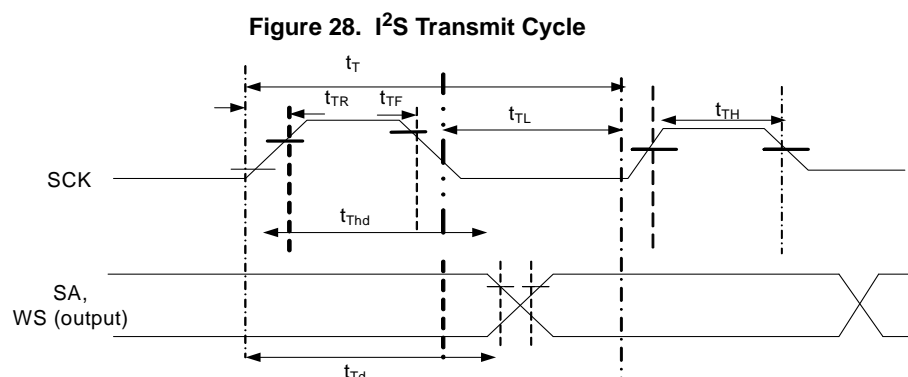 Figure 28. I²S Transmit Cycle
tT
tTR
tTF
tTL
tTH
SCK
tThd
SA,
WS (output)
tTd